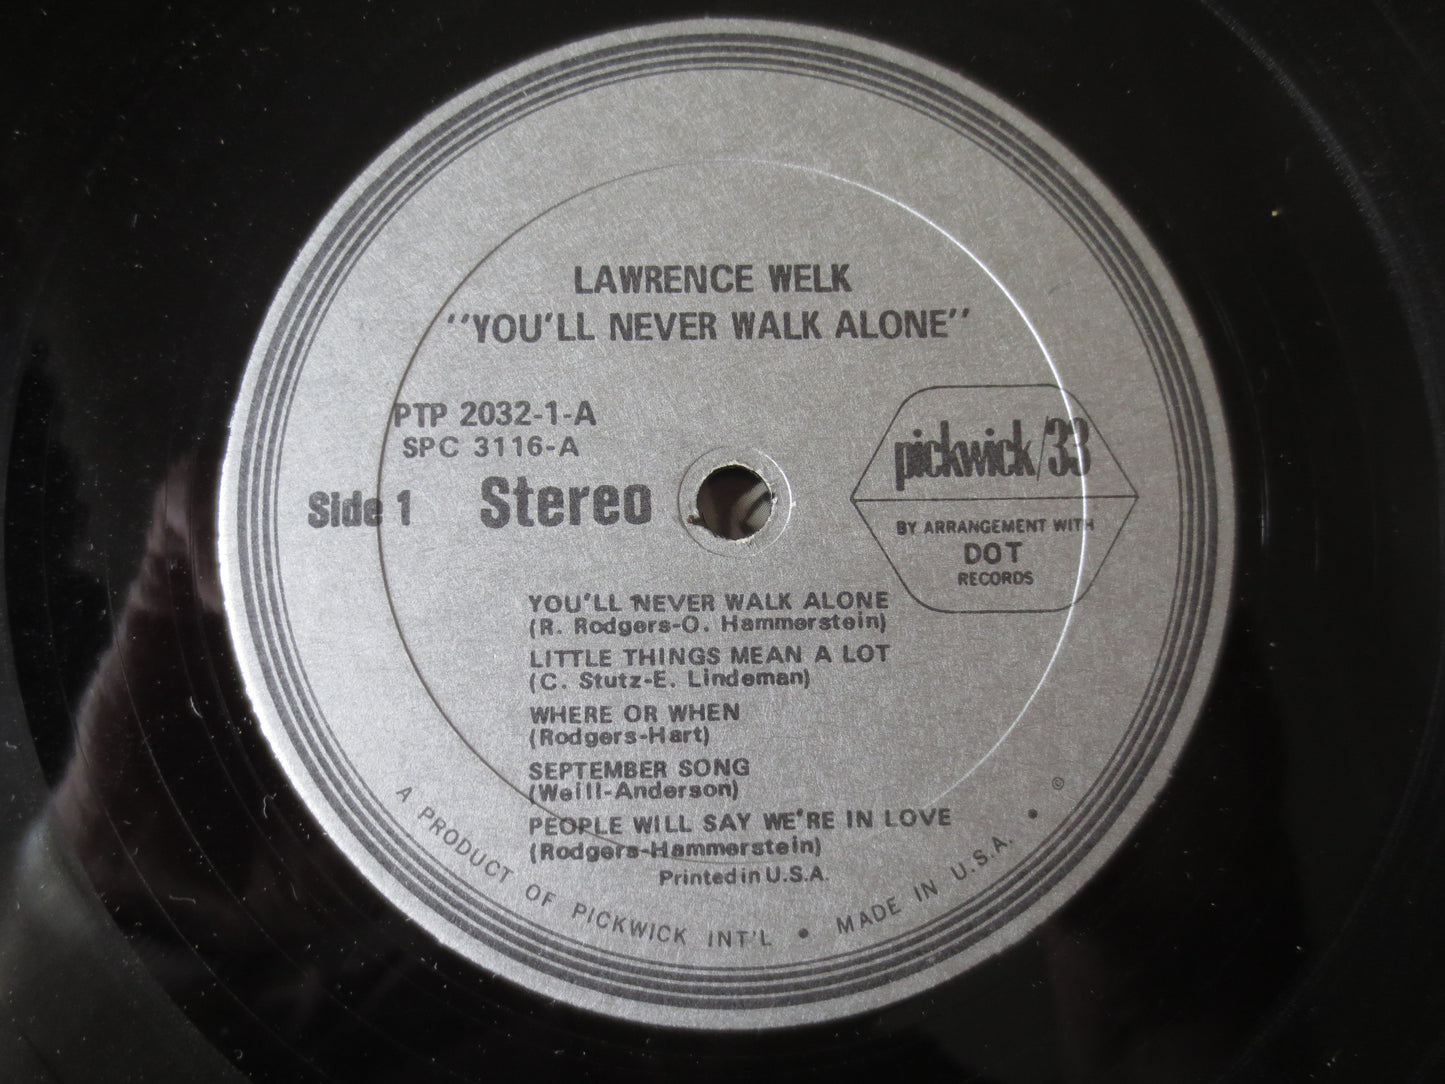 LAWRENCE WELK
"YOU'LL NEVER WALK ALONE"
PTP 2032-1-A
SPC 3116-A
Side 1 Stereo
pickwick/33
BY ARRANGEMENT WITH
DOT
RECORDS
YOU'LL NEVER WALK ALONE
(R. Rodgers-O. Hammerstein)
LITTLE THINGS MEAN A LOT
(C. Stutz-E. Lindeman)
WHERE OR WHEN
(Rodgers-Hart)
SEPTEMBER SONG
(Weill-Anderson)
PEOPLE WILL SAY WE'RE IN LOVE
(Rodgers-Hammerstein)
Printed in U.S.A.
A PRODUCT OF PICKWICK INT'L • MADE IN U.S.A. • ©